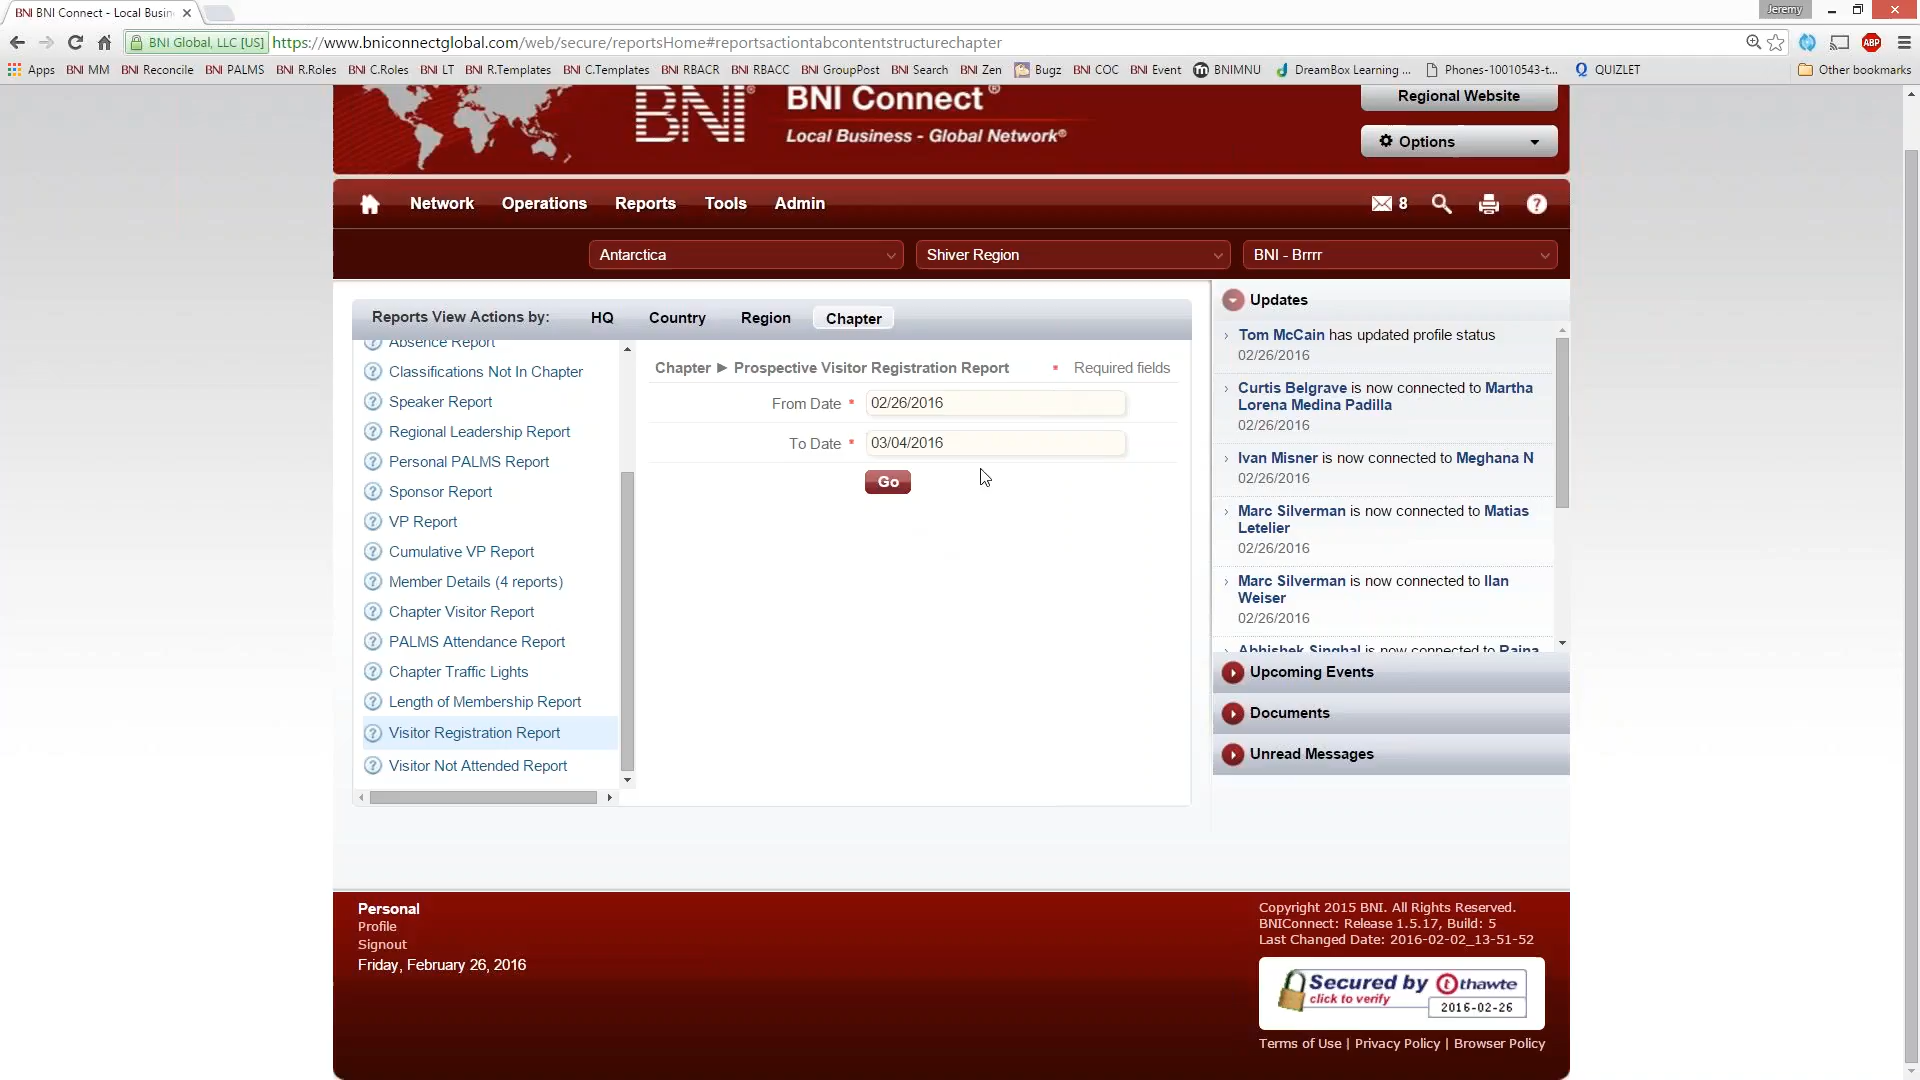 BNI BNI Connect - Local Busin
Jeremy
BNI Global, LLC [US]
https://www.bniconnectglobal.com/web/secure/reportsHome#reportsactiontabcontentstructurechapter
ABP
Apps
BNI MM
BNI Reconcile
BNI PALMS
BNI R.Roles
BNI C.Roles
BNI LT
BNI R.Templates
BNI C.Templates
BNI RBACR
BNI RBACC
BNI GroupPost
BNI Search
BNI Zen
Bugz
BNI COC
BNI Event
BNIMNU
DreamBox Learning ...
Phones-10010543-t...
QUIZLET
Other bookmarks
BNI®
BNI Connect®
Local Business - Global Network®
Regional Website
Options
Network
Operations
Reports
Tools
Admin
8
Antarctica
Shiver Region
BNI - Brrrr
Reports View Actions by:
HQ
Country
Region
Chapter
Absence Report
Classifications Not In Chapter
Speaker Report
Regional Leadership Report
Personal PALMS Report
Sponsor Report
VP Report
Cumulative VP Report
Member Details (4 reports)
Chapter Visitor Report
PALMS Attendance Report
Chapter Traffic Lights
Length of Membership Report
Visitor Registration Report
Visitor Not Attended Report
Chapter ► Prospective Visitor Registration Report
* Required fields
From Date * 02/26/2016
To Date * 03/04/2016
Go
Updates
Tom McCain has updated profile status
02/26/2016
Curtis Belgrave is now connected to Martha
Lorena Medina Padilla
02/26/2016
Ivan Misner is now connected to Meghana N
02/26/2016
Marc Silverman is now connected to Matias
Letelier
02/26/2016
Marc Silverman is now connected to Ilan
Weiser
02/26/2016
Abhishek Singhal is now connected to Raina
Upcoming Events
Documents
Unread Messages
Personal
Profile
Signout
Friday, February 26, 2016
Copyright 2015 BNI. All Rights Reserved.
BNIConnect: Release 1.5.17, Build: 5
Last Changed Date: 2016-02-02_13-51-52
Secured by thawte
click to verify
2016-02-26
Terms of Use | Privacy Policy | Browser Policy